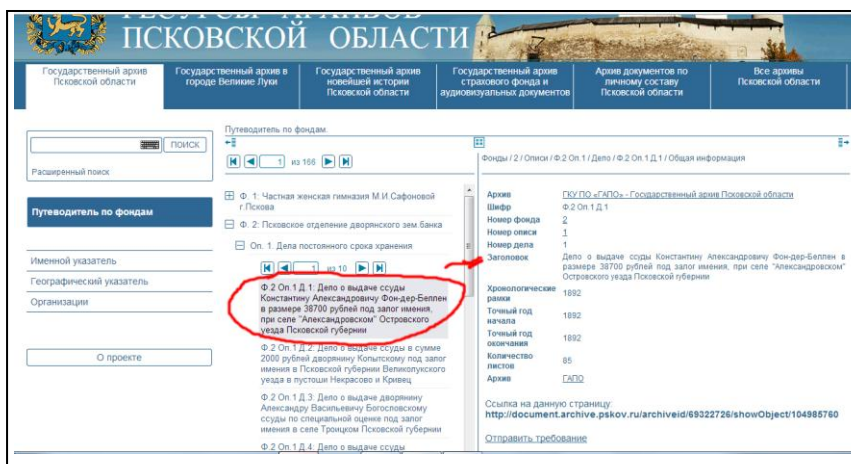 РЕСУРСЫ АРХИВОВ
ПСКОВСКОЙ ОБЛАСТИ
Государственный архив
Псковской области
Государственный архив в
городе Великие Луки
Государственный архив
новейшей истории
Псковской области
Государственный архив
страхового фонда и
аудиовизуальных документов
Архив документов по
личному составу
Псковской области
Все архивы
Псковской области
ПОИСК
Расширенный поиск
Путеводитель по фондам
Именной указатель
Географический указатель
Организации
О проекте
Путеводитель по фондам.
1 из 166
Ф. 1: Частная женская гимназия М.И.Сафоновой
г.Пскова
Ф. 2: Псковское отделение дворянского зем.банка
Оп. 1. Дела постоянного срока хранения
1 из 10
Ф.2 Оп.1 Д.1: Дело о выдаче ссуды
Константину Александровичу Фон-дер-Беллен
в размере 38700 рублей под залог имения,
при селе "Александровском" Островского
уезда Псковской губернии
Ф.2 Оп.1 Д.2: Дело о выдаче ссуды в сумме
2000 рублей дворянину Копытскому под залог
имения в Псковской губернии Великолукского
уезда в пустоши Некрасово и Кривец
Ф.2 Оп.1 Д.3: Дело о выдаче дворянину
Александру Васильевичу Богословскому
ссуды по специальной оценке под залог
имения в селе Троицком Псковской губернии
Ф.2 Оп.1 Д.4: Дело о выдаче ссуды
Фонды / 2 / Описи / Ф.2 Оп.1 / Дело / Ф.2 Оп.1 Д.1 / Общая информация
Архив ГКУ ПО «ГАПО» - Государственный архив Псковской области
Шифр Ф.2 Оп.1 Д.1
Номер фонда 2
Номер описи 1
Номер дела 1
Заголовок Дело о выдаче ссуды Константину Александровичу Фон-дер-Беллен в
размере 38700 рублей под залог имения, при селе "Александровском"
Островского уезда Псковской губернии
Хронологические
рамки 1892
Точный год
начала 1892
Точный год
окончания 1892
Количество
листов 85
Архив ГАПО
Ссылка на данную страницу:
http://document.archive.pskov.ru/archiveid/69322726/showObject/104985760
Отправить требование